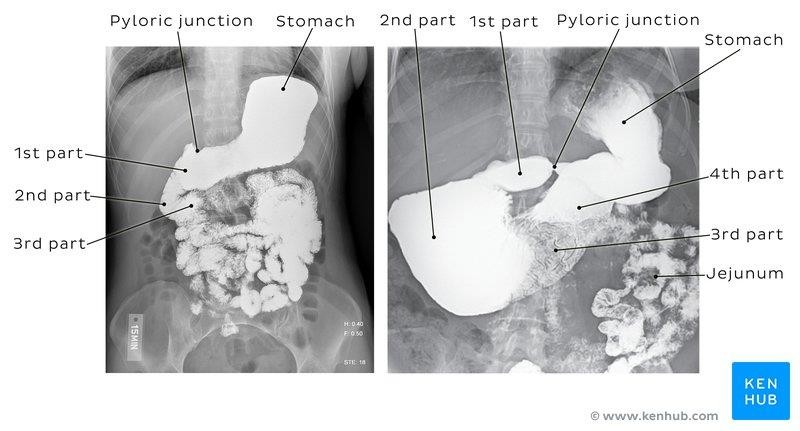 Pyloric junction
Stomach
1st part
2nd part
3rd part
15MIN
H: 0.40
F: 0.50
STE: 18
2nd part
1st part
Pyloric junction
Stomach
4th part
3rd part
Jejunum
KEN
HUB
© www.kenhub.com